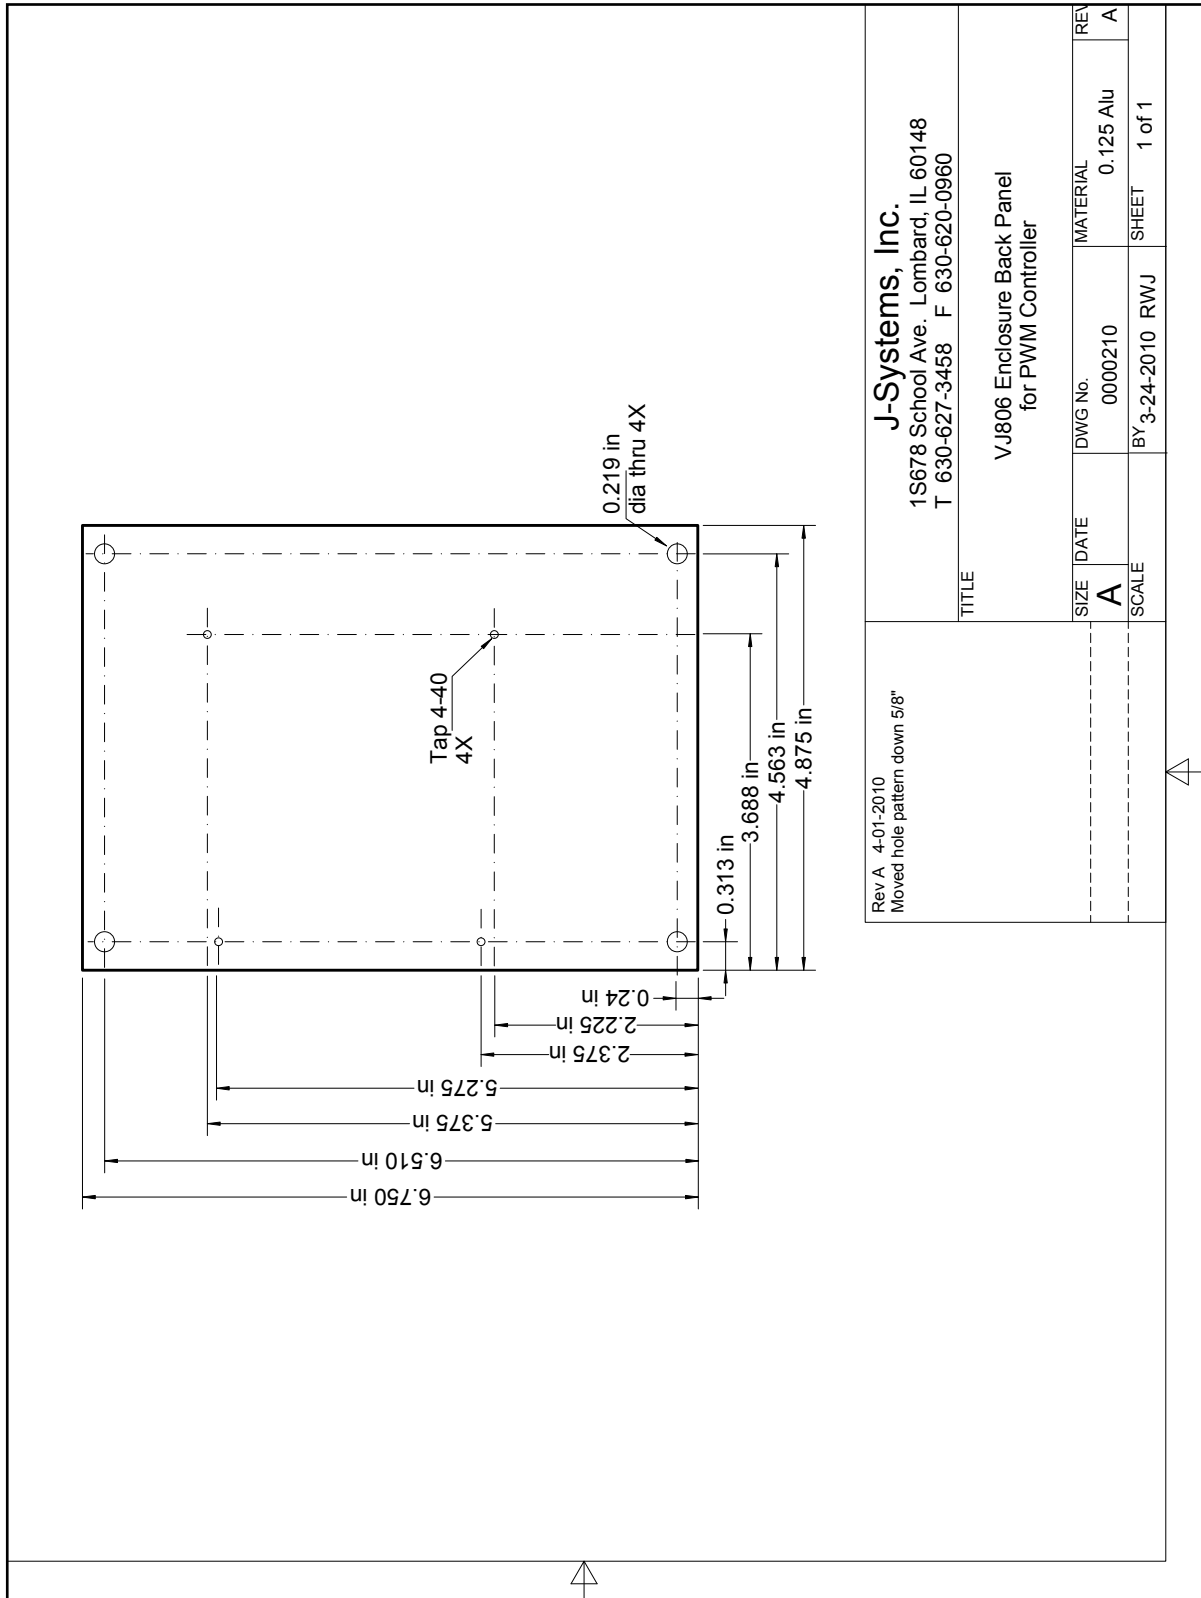 0.219 in
dia thru 4X
Tap 4-40
4X
0.313 in
3.688 in
4.563 in
4.875 in
0.24 in
2.225 in
2.375 in
5.275 in
5.375 in
6.510 in
6.750 in
Rev A 4-01-2010
Moved hole pattern down 5/8"
J-Systems, Inc.
1S678 School Ave. Lombard, IL 60148
T 630-627-3458 F 630-620-0960
TITLE
VJ806 Enclosure Back Panel
for PWM Controller
SIZE DATE DWG No. MATERIAL REV
A 0000210 0.125 Alu A
SCALE BY 3-24-2010 RWJ SHEET 1 of 1